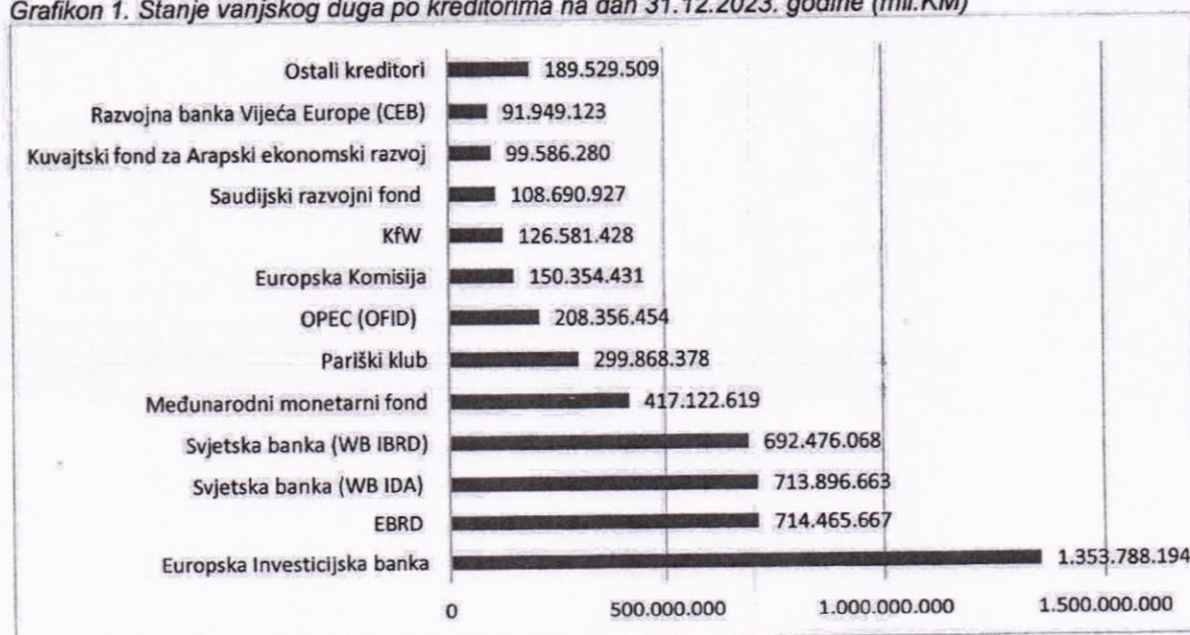 Grafikon 1. Stanje vanjskog duga po kreditorima na dan 31.12.2023. godine (mil.KM)
Ostali kreditori 189.529.509
Razvojna banka Vijeća Europe (CEB) 91.949.123
Kuvajtski fond za Arapski ekonomski razvoj 99.586.280
Saudijski razvojni fond 108.690.927
KfW 126.581.428
Europska Komisija 150.354.431
OPEC (OFID) 208.356.454
Pariški klub 299.868.378
Međunarodni monetarni fond 417.122.619
Svjetska banka (WB IBRD) 692.476.068
Svjetska banka (WB IDA) 713.896.663
EBRD 714.465.667
Europska Investicijska banka 1.353.788.194
0 500.000.000 1.000.000.000 1.500.000.000